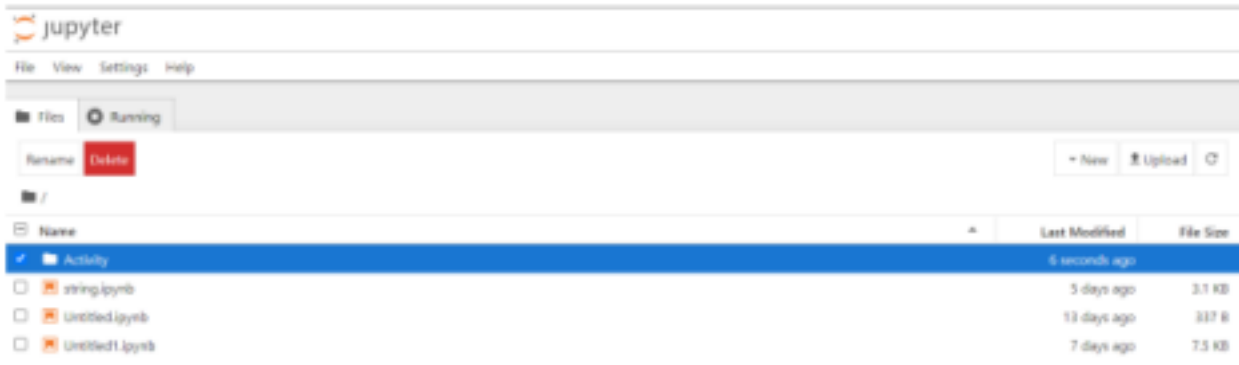 jupyter
File View Settings Help
Files Running
Rename Delete New Upload
/
Name Last Modified File Size
Activity 6 seconds ago
string.ipynb 5 days ago 3.1 KB
Untitled.ipynb 13 days ago 337 B
Untitled1.ipynb 7 days ago 7.5 KB